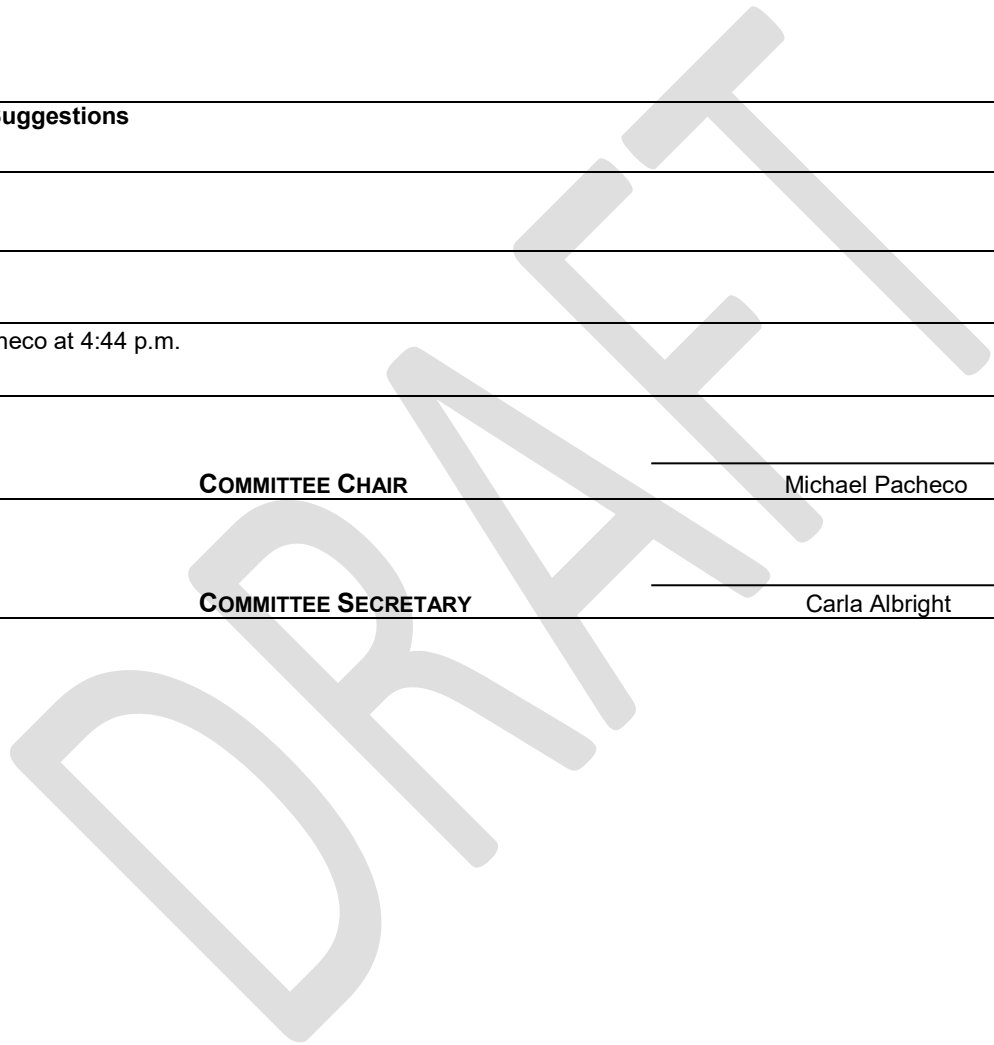 uggestions
heco at 4:44 p.m.
COMMITTEE CHAIR Michael Pacheco
COMMITTEE SECRETARY Carla Albright
DRAFT